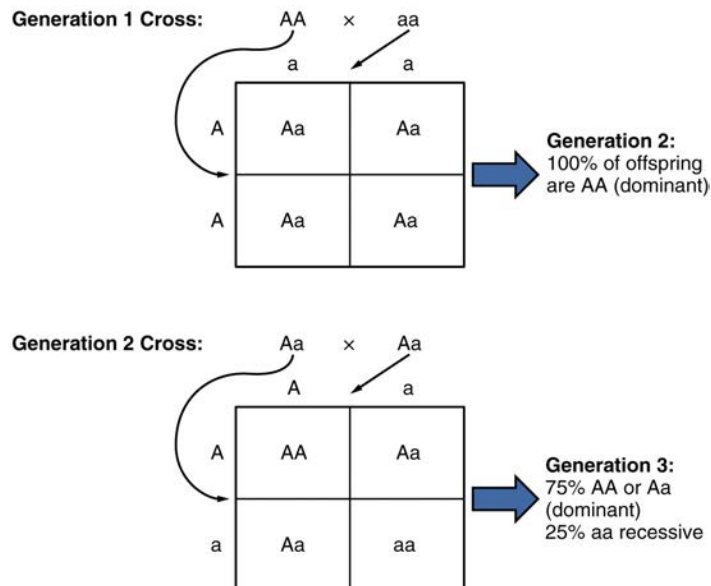 Generation 1 Cross: AA × aa
a a
A Aa Aa
A Aa Aa
Generation 2:
100% of offspring
are AA (dominant)
Generation 2 Cross: Aa × Aa
A a
A AA Aa
a Aa aa
Generation 3:
75% AA or Aa
(dominant)
25% aa recessive